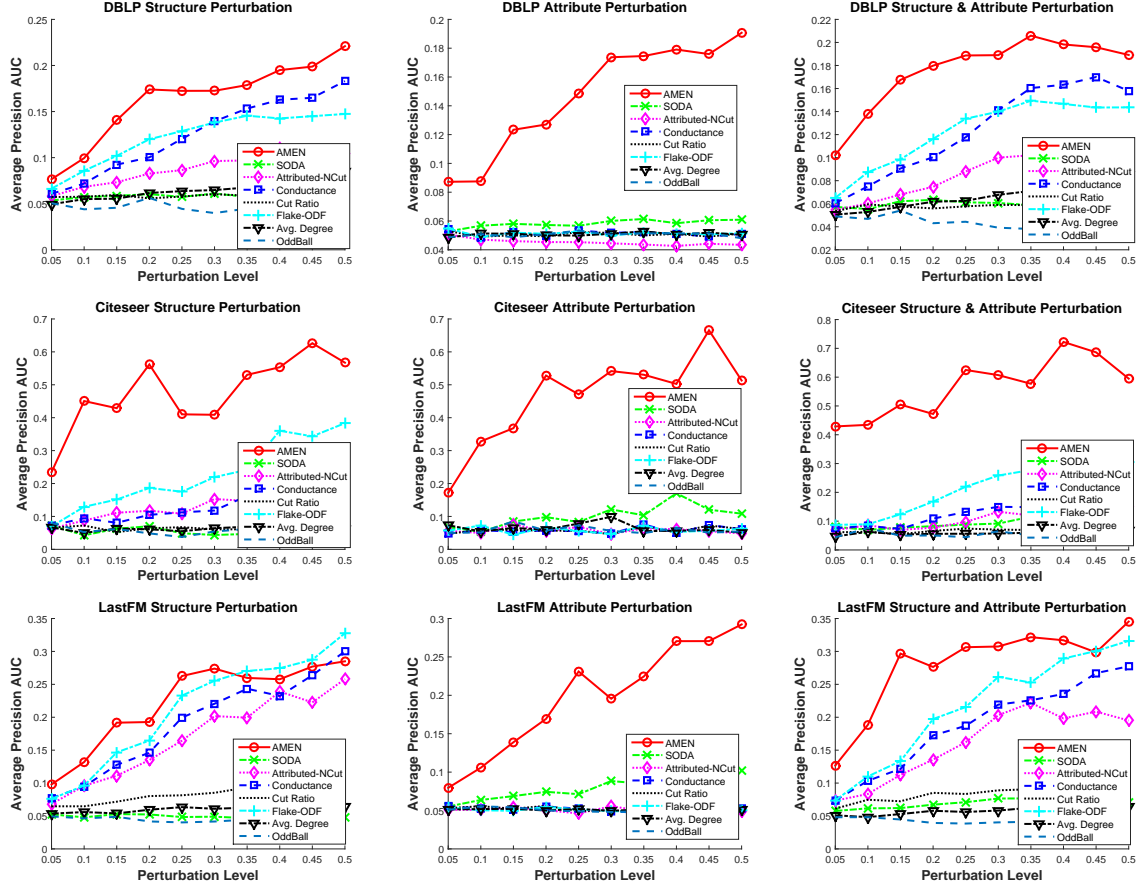 DBLP Structure Perturbation
Average Precision AUC
0.25
0.2
0.15
0.1
0.05
0
AMEN
SODA
Attributed-NCut
Conductance
Cut Ratio
Flake-ODF
Avg. Degree
OddBall
0.05 0.1 0.15 0.2 0.25 0.3 0.35 0.4 0.45 0.5
Perturbation Level
DBLP Attribute Perturbation
Average Precision AUC
0.2
0.18
0.16
0.14
0.12
0.1
0.08
0.06
0.04
AMEN
SODA
Attributed-NCut
Conductance
Cut Ratio
Flake-ODF
Avg. Degree
OddBall
0.05 0.1 0.15 0.2 0.25 0.3 0.35 0.4 0.45 0.5
Perturbation Level
DBLP Structure & Attribute Perturbation
Average Precision AUC
0.22
0.2
0.18
0.16
0.14
0.12
0.1
0.08
0.06
0.04
0.02
AMEN
SODA
Attributed-NCut
Conductance
Cut Ratio
Flake-ODF
Avg. Degree
OddBall
0.05 0.1 0.15 0.2 0.25 0.3 0.35 0.4 0.45 0.5
Perturbation Level
Citeseer Structure Perturbation
Average Precision AUC
0.7
0.6
0.5
0.4
0.3
0.2
0.1
0
AMEN
SODA
Attributed-NCut
Conductance
Cut Ratio
Flake-ODF
Avg. Degree
OddBall
0.05 0.1 0.15 0.2 0.25 0.3 0.35 0.4 0.45 0.5
Perturbation Level
Citeseer Attribute Perturbation
Average Precision AUC
0.7
0.6
0.5
0.4
0.3
0.2
0.1
0
AMEN
SODA
Attributed-NCut
Conductance
Cut Ratio
Flake-ODF
Avg. Degree
OddBall
0.05 0.1 0.15 0.2 0.25 0.3 0.35 0.4 0.45 0.5
Perturbation Level
Citeseer Structure & Attribute Perturbation
Average Precision AUC
0.8
0.7
0.6
0.5
0.4
0.3
0.2
0.1
0
AMEN
SODA
Attributed-NCut
Conductance
Cut Ratio
Flake-ODF
Avg. Degree
OddBall
0.05 0.1 0.15 0.2 0.25 0.3 0.35 0.4 0.45 0.5
Perturbation Level
LastFM Structure Perturbation
Average Precision AUC
0.35
0.3
0.25
0.2
0.15
0.1
0.05
0
AMEN
SODA
Attributed-NCut
Conductance
Cut Ratio
Flake-ODF
Avg. Degree
OddBall
0.05 0.1 0.15 0.2 0.25 0.3 0.35 0.4 0.45 0.5
Perturbation Level
LastFM Attribute Perturbation
Average Precision AUC
0.3
0.25
0.2
0.15
0.1
0.05
0
AMEN
SODA
Attributed-NCut
Conductance
Cut Ratio
Flake-ODF
Avg. Degree
OddBall
0.05 0.1 0.15 0.2 0.25 0.3 0.35 0.4 0.45 0.5
Perturbation Level
LastFM Structure and Attribute Perturbation
Average Precision AUC
0.35
0.3
0.25
0.2
0.15
0.1
0.05
0
AMEN
SODA
Attributed-NCut
Conductance
Cut Ratio
Flake-ODF
Avg. Degree
OddBall
0.05 0.1 0.15 0.2 0.25 0.3 0.35 0.4 0.45 0.5
Perturbation Level